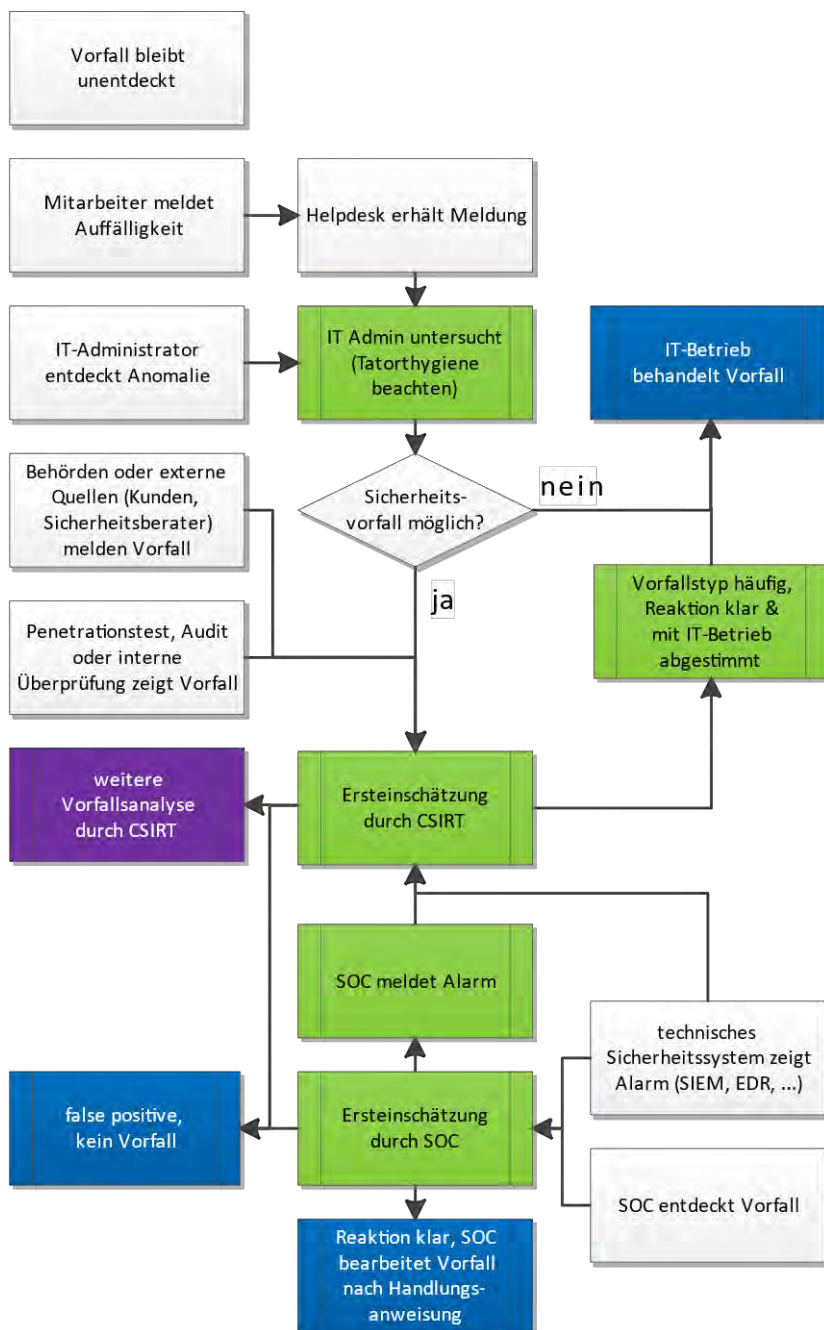 Vorfall bleibt
unentdeckt
Mitarbeiter meldet
Auffälligkeit
Helpdesk erhält Meldung
IT-Administrator
entdeckt Anomalie
IT Admin untersucht
(Tatorthygiene
beachten)
IT-Betrieb
behandelt Vorfall
Behörden oder externe
Quellen (Kunden,
Sicherheitsberater)
melden Vorfall
Sicherheits-
vorfall möglich?
nein
ja
Vorfallstyp häufig,
Reaktion klar &
mit IT-Betrieb
abgestimmt
Penetrationstest, Audit
oder interne
Überprüfung zeigt Vorfall
weitere
Vorfallsanalyse
durch CSIRT
Ersteinschätzung
durch CSIRT
SOC meldet Alarm
technisches
Sicherheitssystem zeigt
Alarm (SIEM, EDR, ...)
false positive,
kein Vorfall
Ersteinschätzung
durch SOC
SOC entdeckt Vorfall
Reaktion klar, SOC
bearbeitet Vorfall
nach Handlungs-
anweisung